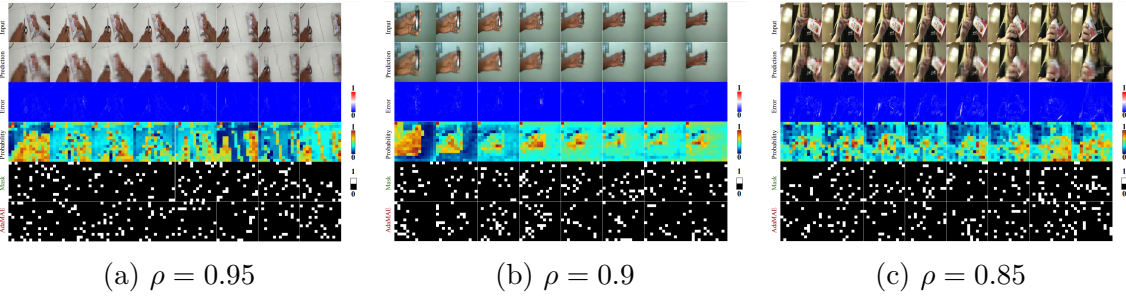 Input
Prediction
Error
Probability
Mask
AdaMAE
1
0
1
0
1
0
(a) ρ = 0.95
Input
Prediction
Error
Probability
Mask
AdaMAE
1
0
1
0
1
0
(b) ρ = 0.9
Input
Prediction
Error
Probability
Mask
AdaMAE
1
0
1
0
1
0
(c) ρ = 0.85